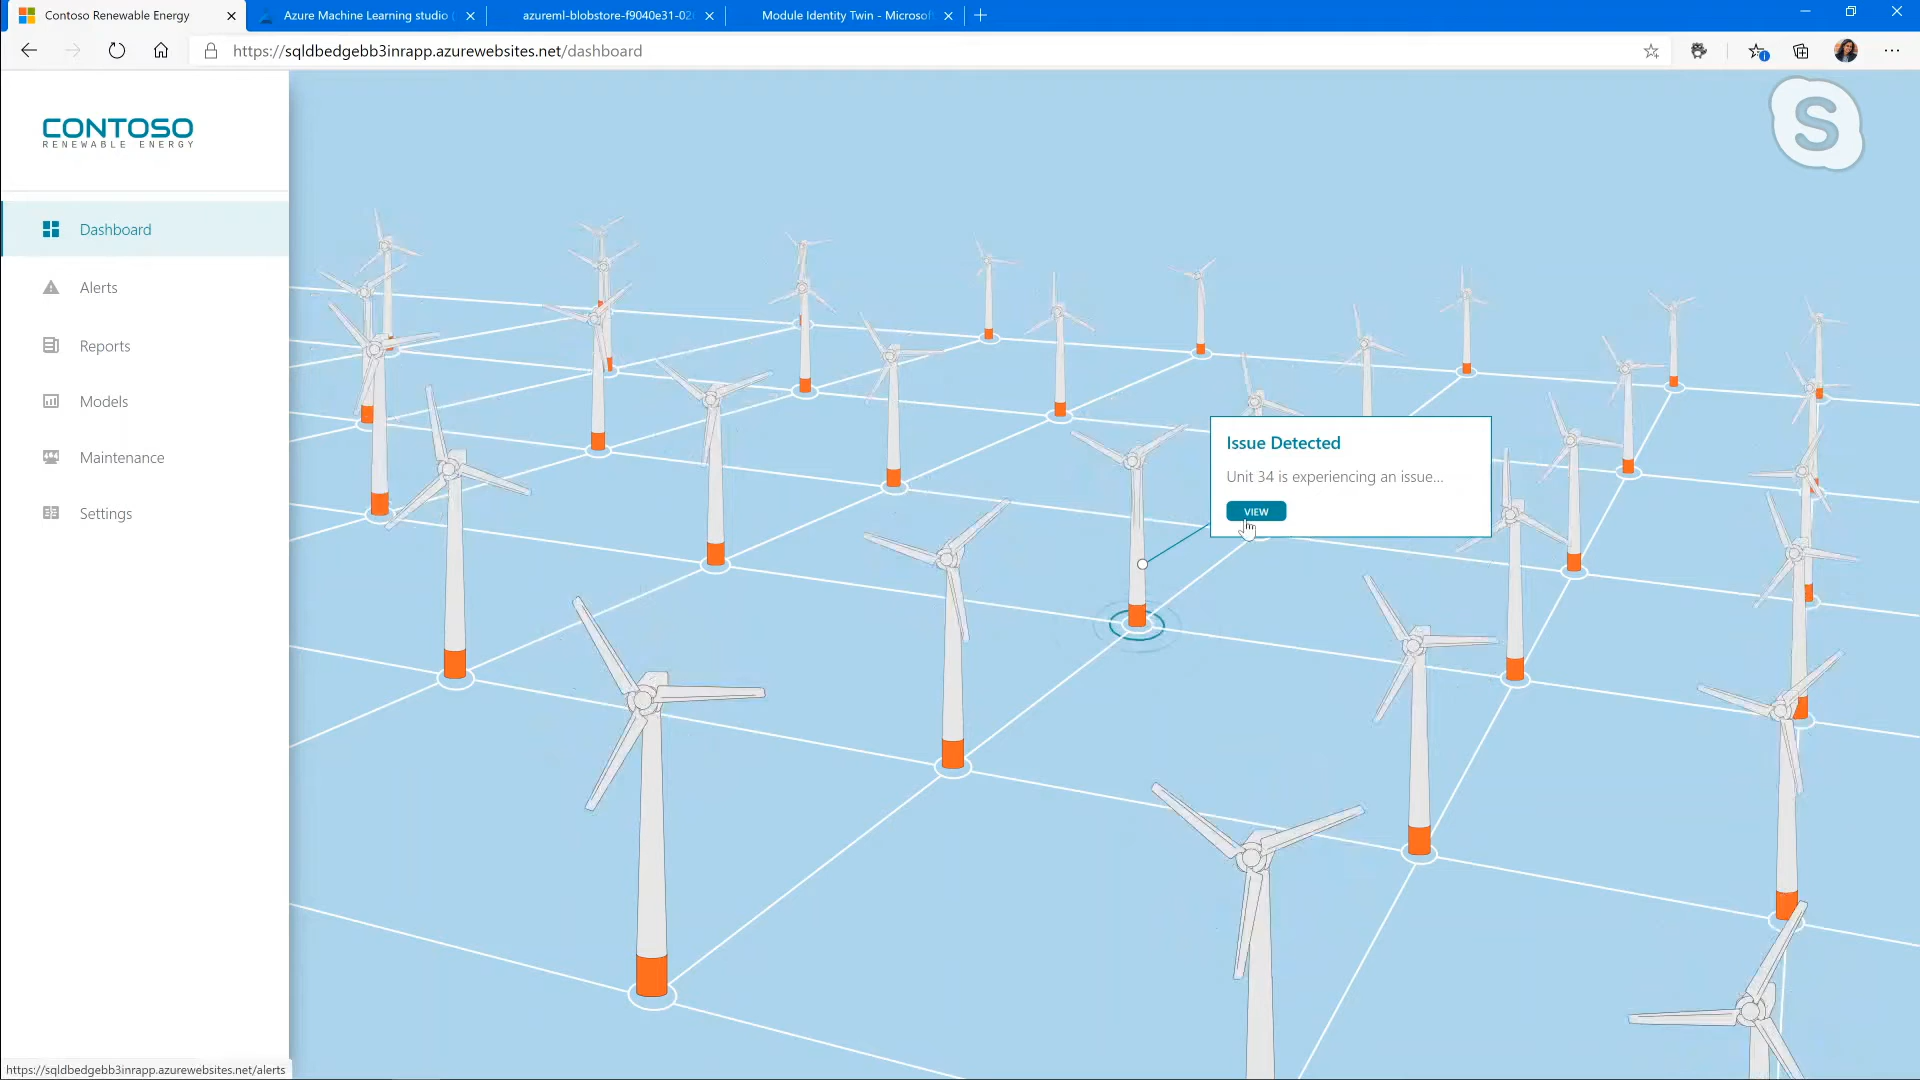 Contoso Renewable Energy
Azure Machine Learning studio
azureml-blobstore-f9040e31-02
Module Identity Twin - Microsof
https://sqldbedgebb3inrapp.azurewebsites.net/dashboard
S
CONTOSO
RENEWABLE ENERGY
Dashboard
Alerts
Reports
Models
Maintenance
Settings
Issue Detected
Unit 34 is experiencing an issue...
VIEW
https://sqldbedgebb3inrapp.azurewebsites.net/alerts